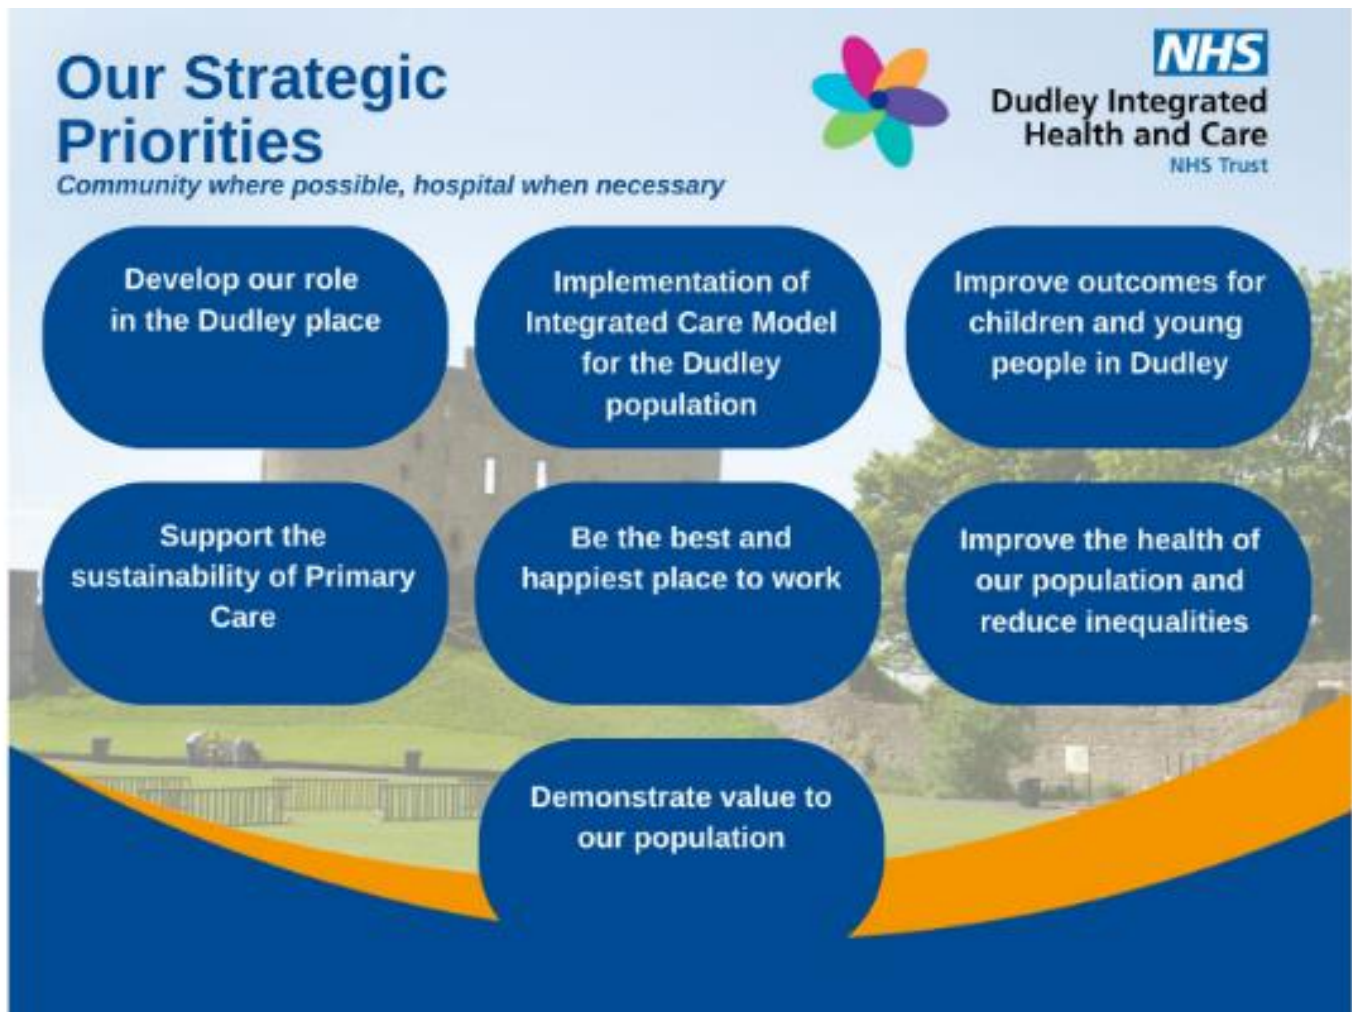 Our Strategic
Priorities
Community where possible, hospital when necessary
NHS
Dudley Integrated
Health and Care
NHS Trust
Develop our role
in the Dudley place
Implementation of
Integrated Care Model
for the Dudley
population
Improve outcomes for
children and young
people in Dudley
Support the
sustainability of Primary
Care
Be the best and
happiest place to work
Improve the health of
our population and
reduce inequalities
Demonstrate value to
our population